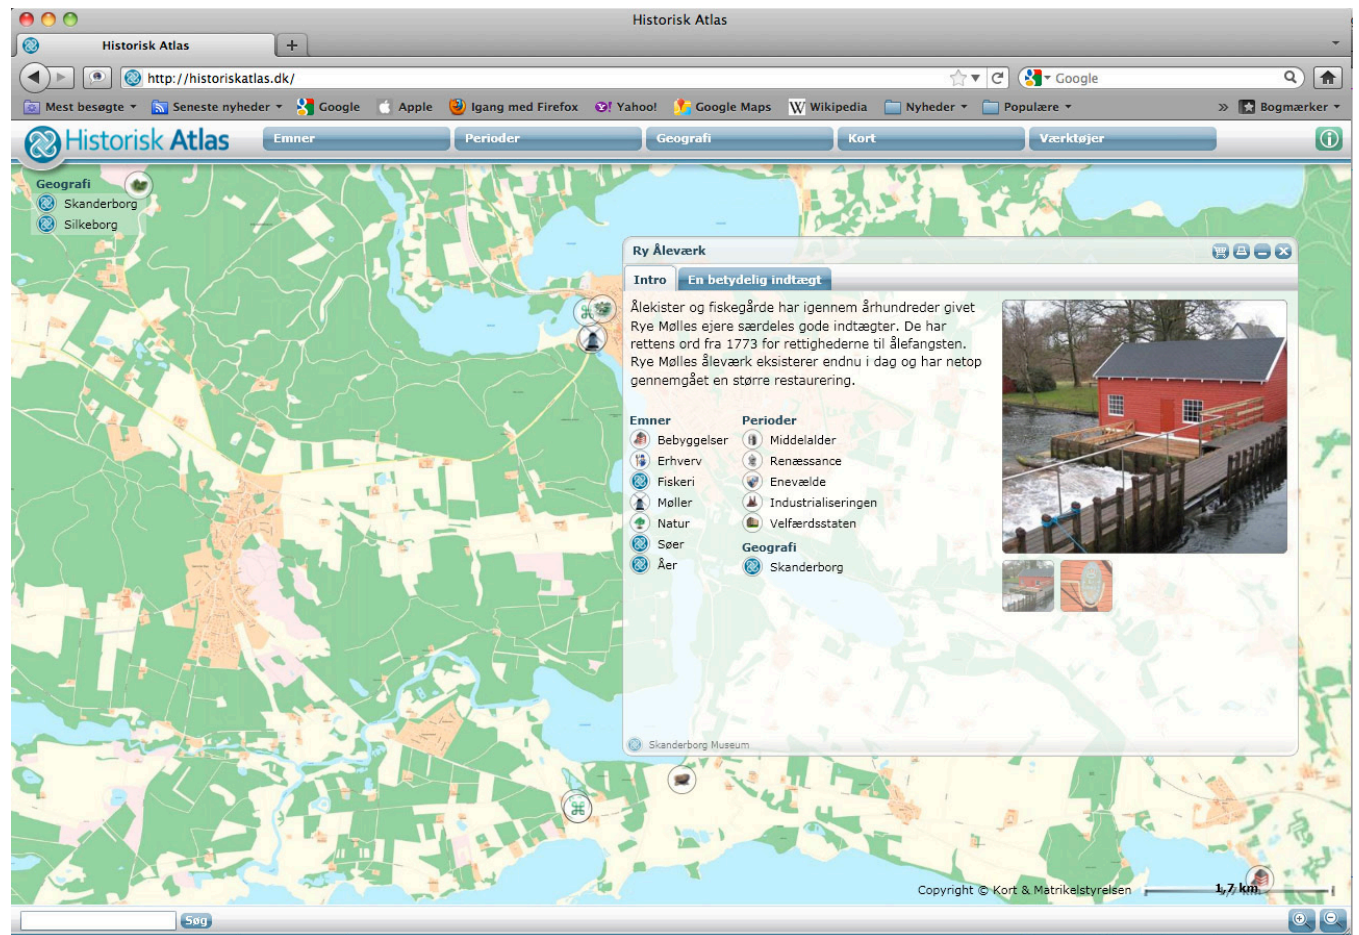 Historisk Atlas
Historisk Atlas
http://historiskatlas.dk/
Google
Mest besøgte
Seneste nyheder
Google
Apple
Igang med Firefox
Yahoo!
Google Maps
Wikipedia
Nyheder
Populære
»
Bogmærker
Historisk Atlas
Emner
Perioder
Geografi
Kort
Værktøjer
Geografi
Skanderborg
Silkeborg
Ry Åleværk
Intro
En betydelig indtægt
Ålekister og fiskegårde har igennem århundreder givet
Rye Mølles ejere særdeles gode indtægter. De har
rettens ord fra 1773 for rettighederne til ålefangsten.
Rye Mølles åleværk eksisterer endnu i dag og har netop
gennemgået en større restaurering.
Emner
Bebyggelser
Erhverv
Fiskeri
Møller
Natur
Søer
Åer
Perioder
Middelalder
Renæssance
Enevælde
Industrialiseringen
Velfærdsstaten
Geografi
Skanderborg
Skanderborg Museum
Copyright © Kort & Matrikelstyrelsen
1,7 km
Søg